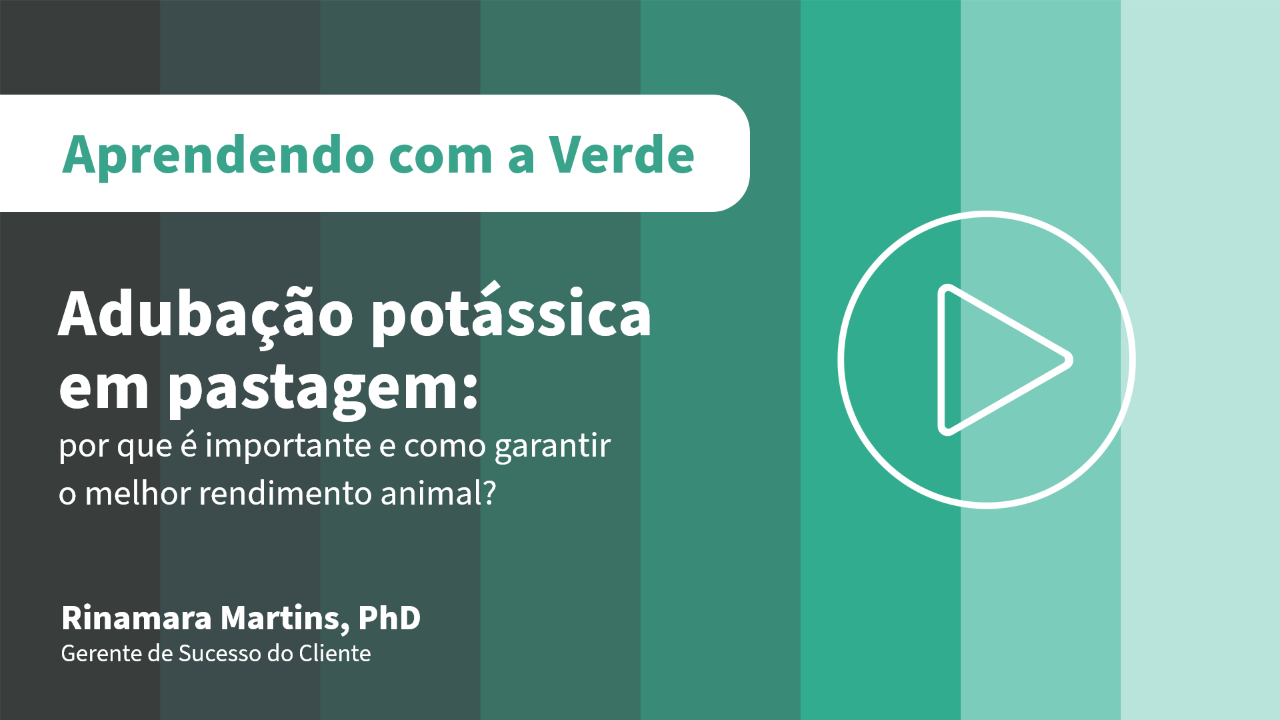 Aprendendo com a Verde
Adubação potássica
em pastagem:
por que é importante e como garantir
o melhor rendimento animal?
Rinamara Martins, PhD
Gerente de Sucesso do Cliente